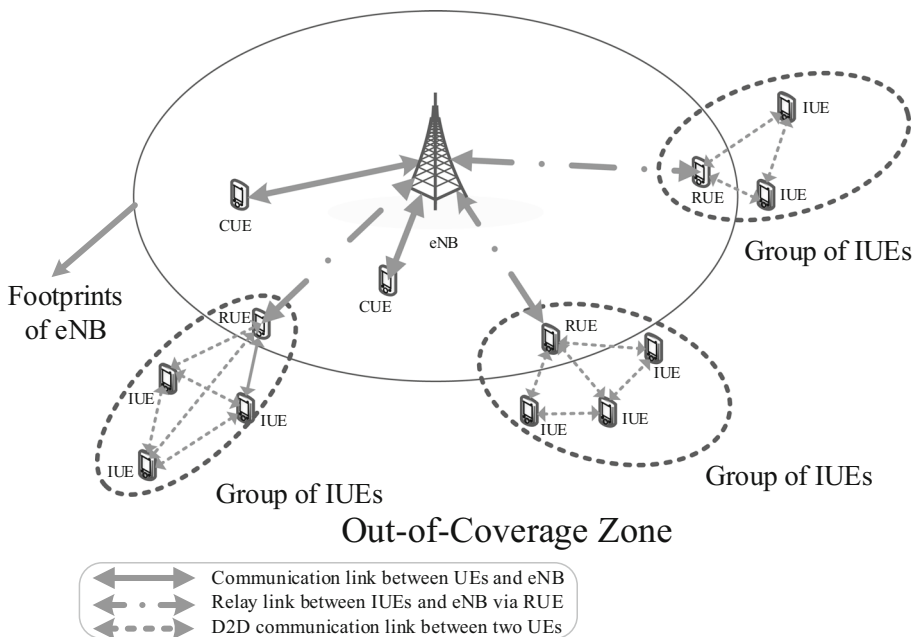 IUE
RUE
IUE
CUE
eNB
Group of IUEs
CUE
Footprints
of eNB
RUE
RUE
IUE
IUE
IUE
IUE
IUE
IUE
Group of IUEs
Group of IUEs
Out-of-Coverage Zone
Communication link between UEs and eNB
Relay link between IUEs and eNB via RUE
D2D communication link between two UEs